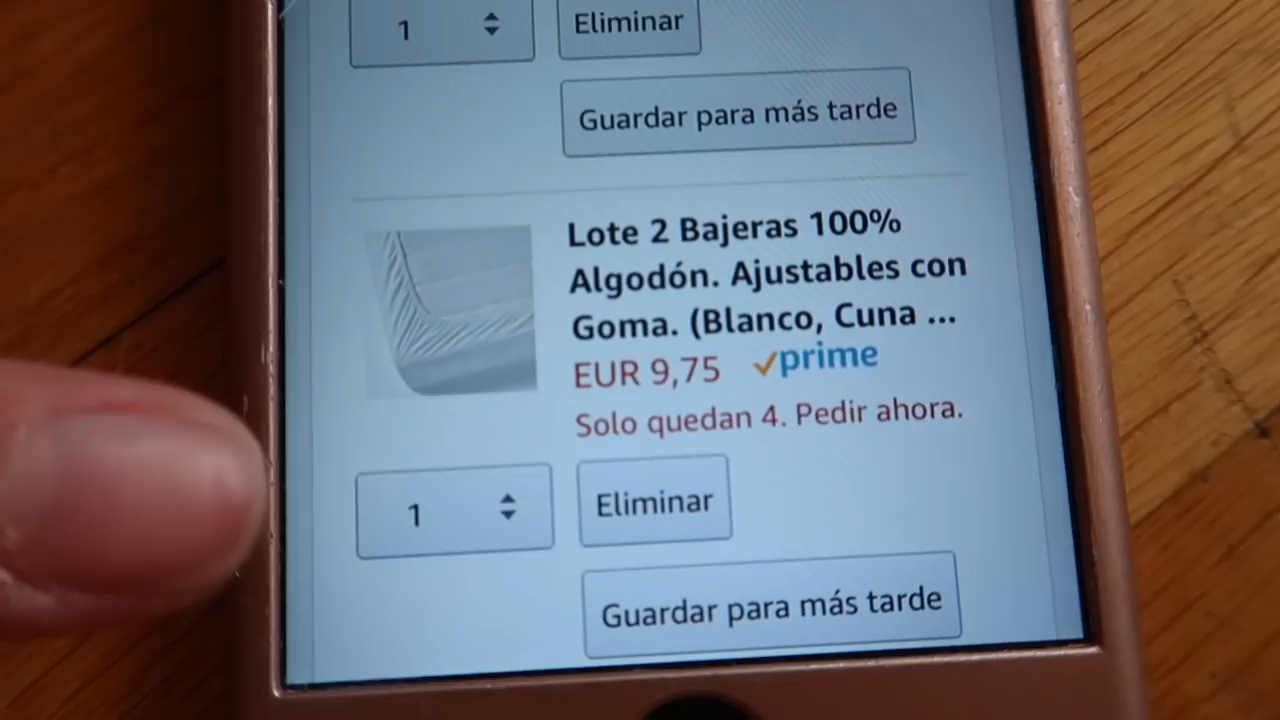 1
Eliminar
Guardar para más tarde
Lote 2 Bajeras 100%
Algodón. Ajustables con
Goma. (Blanco, Cuna ...
EUR 9,75 prime
Solo quedan 4. Pedir ahora.
1
Eliminar
Guardar para más tarde